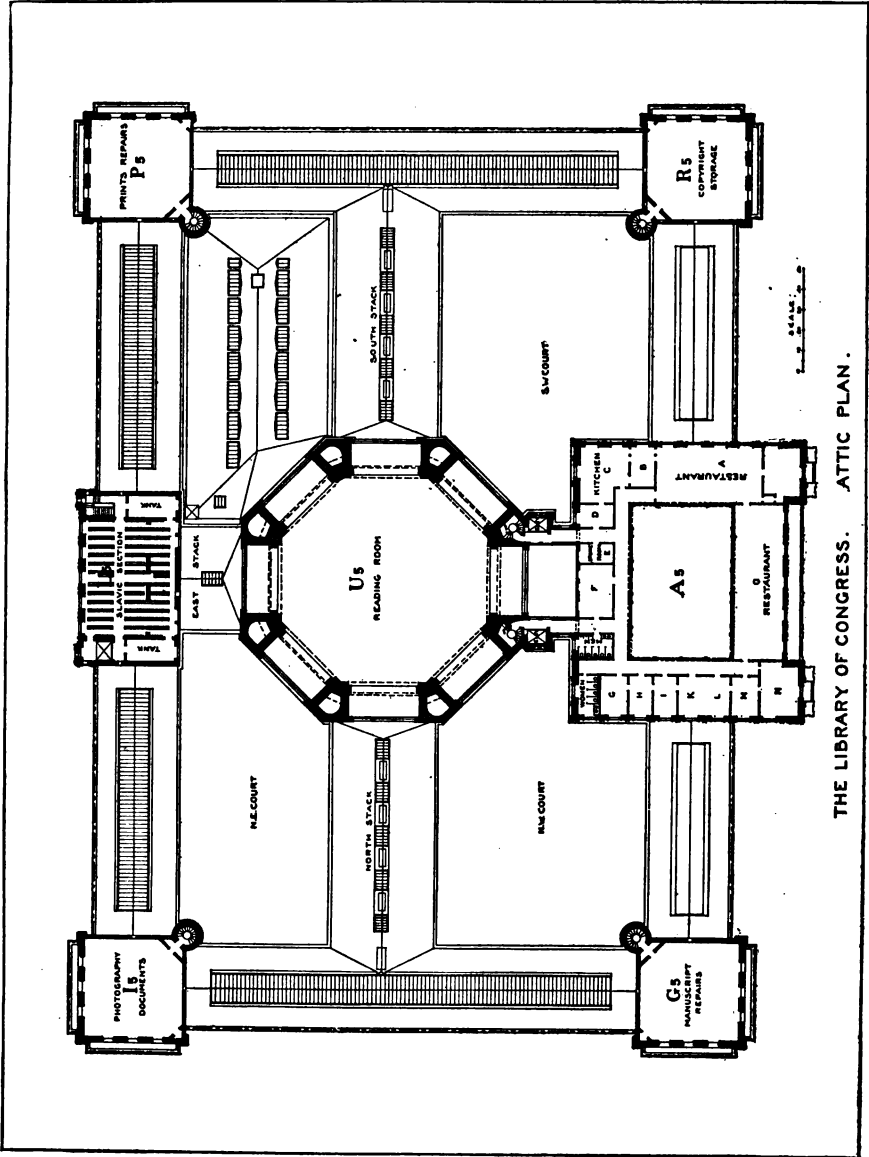 PHOTOGRAPHY
I5
DOCUMENTS
TANK
SLAVIC SECTION
TANK
PRINTS REPAIRS
P5
EAST STACK
N.E. COURT
NORTH STACK
U5
READING ROOM
SOUTH STACK
N.W. COURT
S.W. COURT
WOMEN
MEN
F
E
D
KITCHEN
C
B
G
H
I
K
L
M
N
A5
RESTAURANT
A
O
RESTAURANT
G5
MANUSCRIPT
REPAIRS
R5
COPYRIGHT
STORAGE
SCALE:
THE LIBRARY OF CONGRESS. ATTIC PLAN.